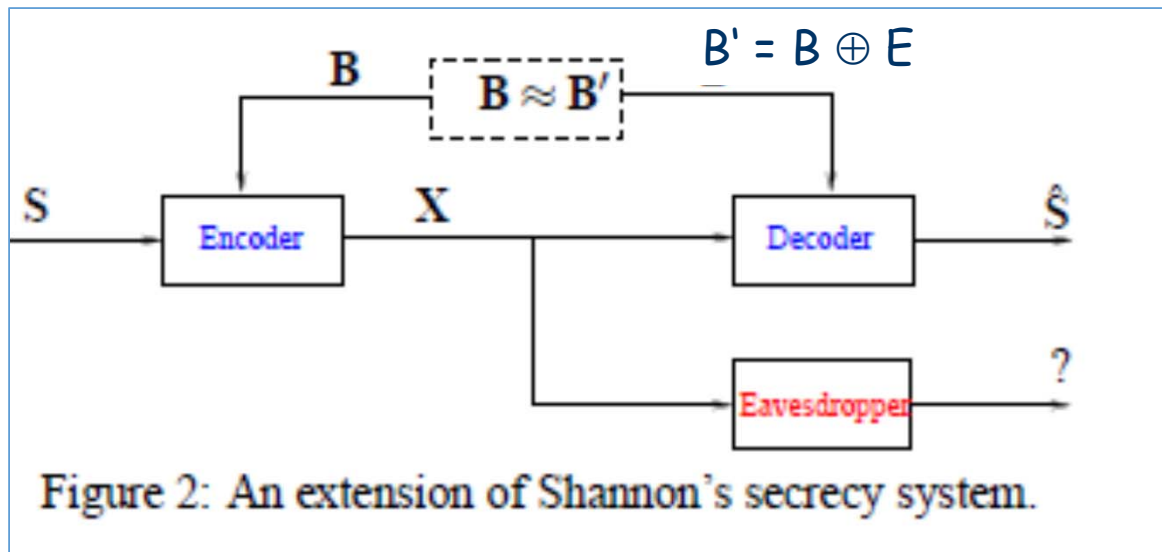 B
B' = B ⊕ E
B ≈ B′
S
Encoder
X
Decoder
Ŝ
Eavesdropper
?
Figure 2: An extension of Shannon's secrecy system.